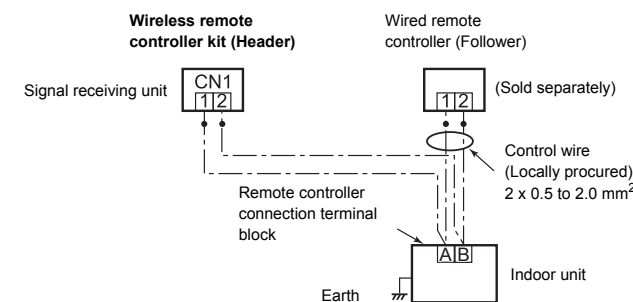 Wireless remote
controller kit (Header)
Wired remote
controller (Follower)
Signal receiving unit
CN1
1 2
1 2
(Sold separately)
Control wire
(Locally procured)
2 x 0.5 to 2.0 mm²
Remote controller
connection terminal
block
A B
Indoor unit
Earth